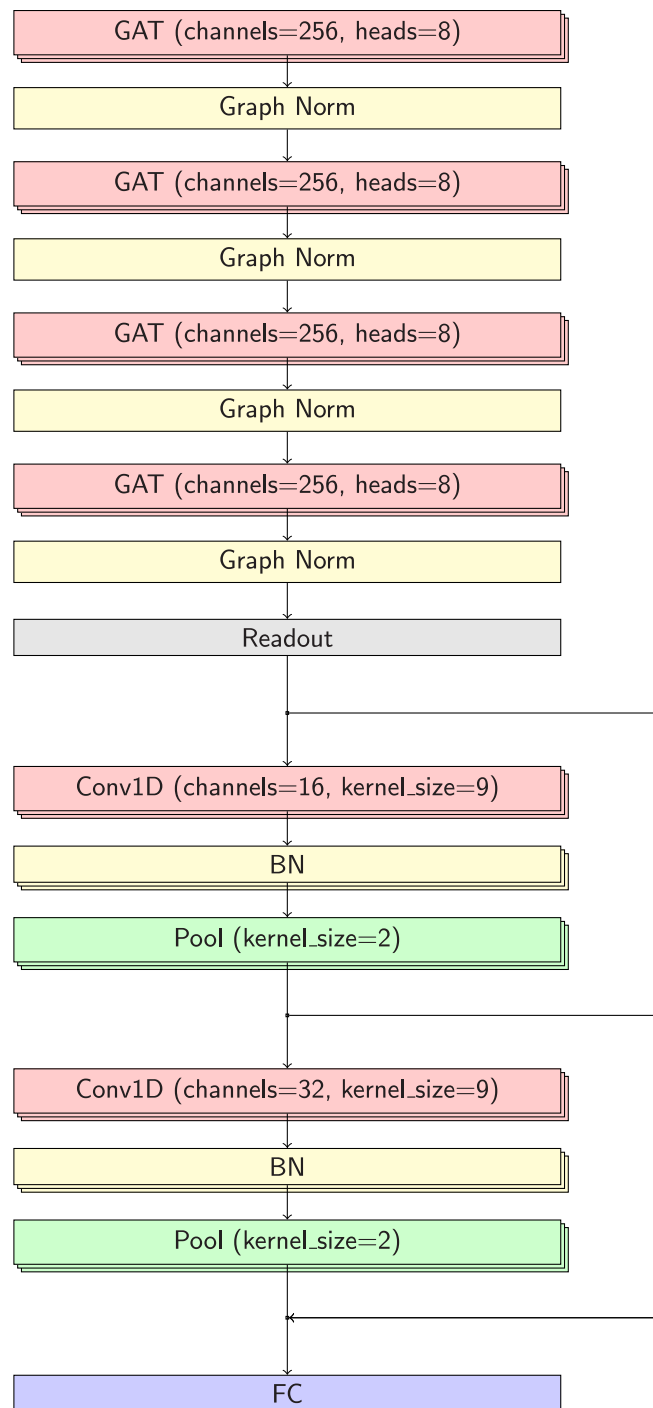 GAT (channels=256, heads=8)
Graph Norm
GAT (channels=256, heads=8)
Graph Norm
GAT (channels=256, heads=8)
Graph Norm
GAT (channels=256, heads=8)
Graph Norm
Readout
Conv1D (channels=16, kernel_size=9)
BN
Pool (kernel_size=2)
Conv1D (channels=32, kernel_size=9)
BN
Pool (kernel_size=2)
FC